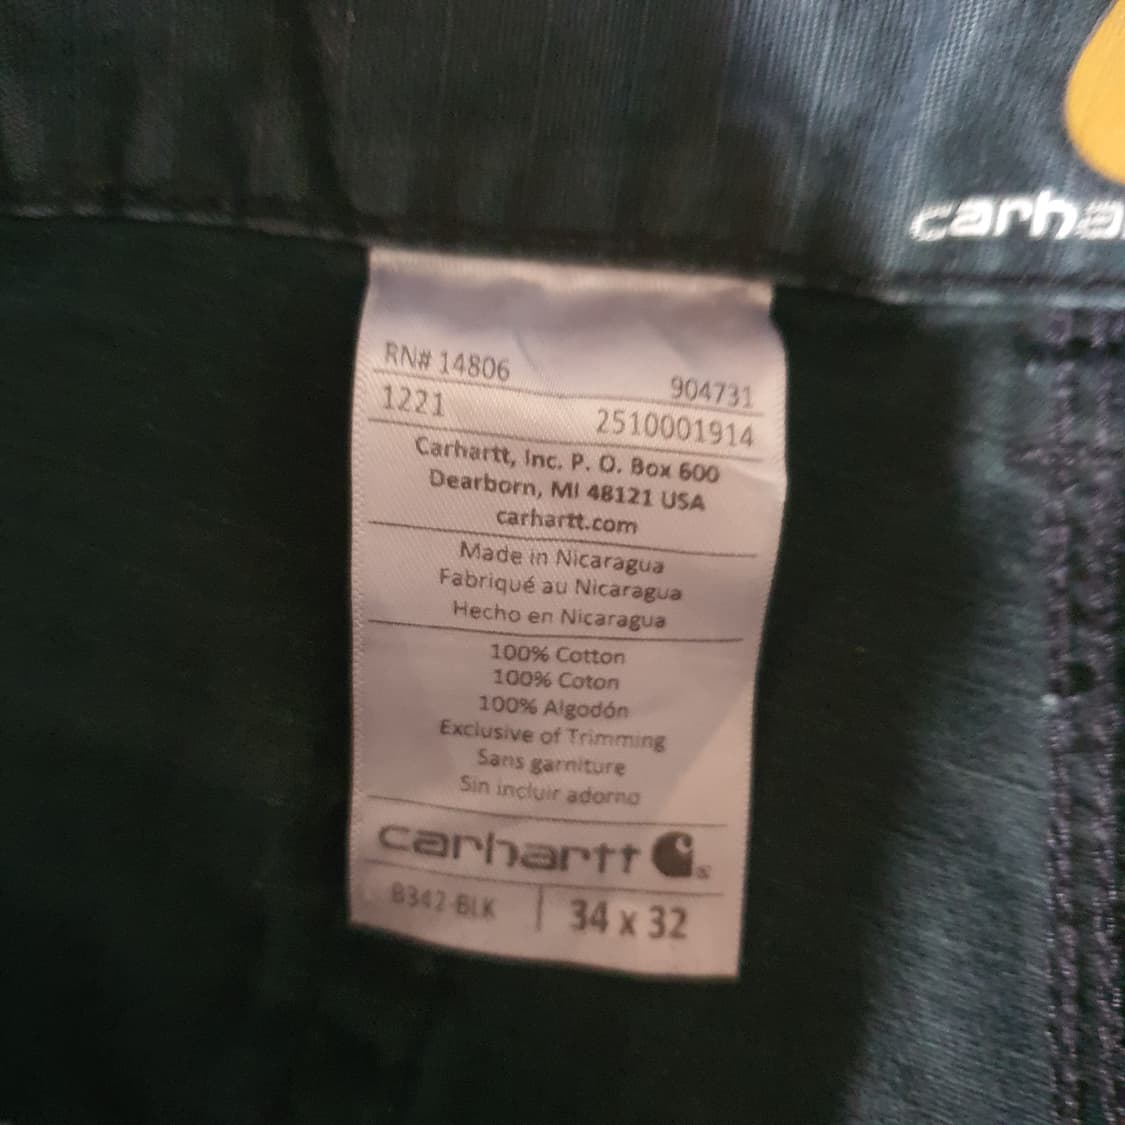 carha
RN# 14806 904731
1221 2510001914
Carhartt, Inc. P. O. Box 600
Dearborn, MI 48121 USA
carhartt.com
Made in Nicaragua
Fabriqué au Nicaragua
Hecho en Nicaragua
100% Cotton
100% Coton
100% Algodón
Exclusive of Trimming
Sans garniture
Sin incluir adorno
carhartt
B342-BLK 34 x 32